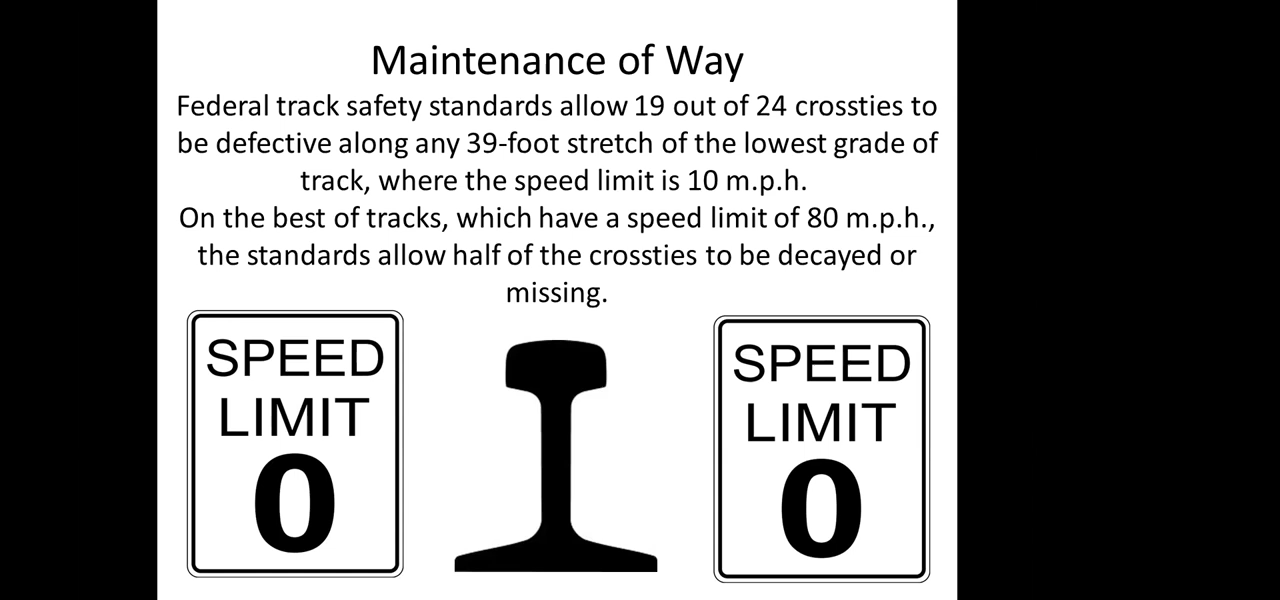 Maintenance of Way
Federal track safety standards allow 19 out of 24 crossties to
be defective along any 39-foot stretch of the lowest grade of
track, where the speed limit is 10 m.p.h.
On the best of tracks, which have a speed limit of 80 m.p.h.,
the standards allow half of the crossties to be decayed or
missing.
SPEED
LIMIT
0
SPEED
LIMIT
0